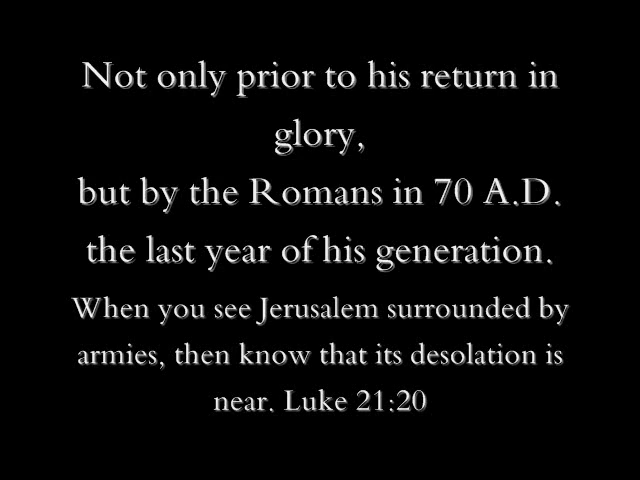 Not only prior to his return in
glory,
but by the Romans in 70 A.D.
the last year of his generation.
When you see Jerusalem surrounded by
armies, then know that its desolation is
near. Luke 21:20